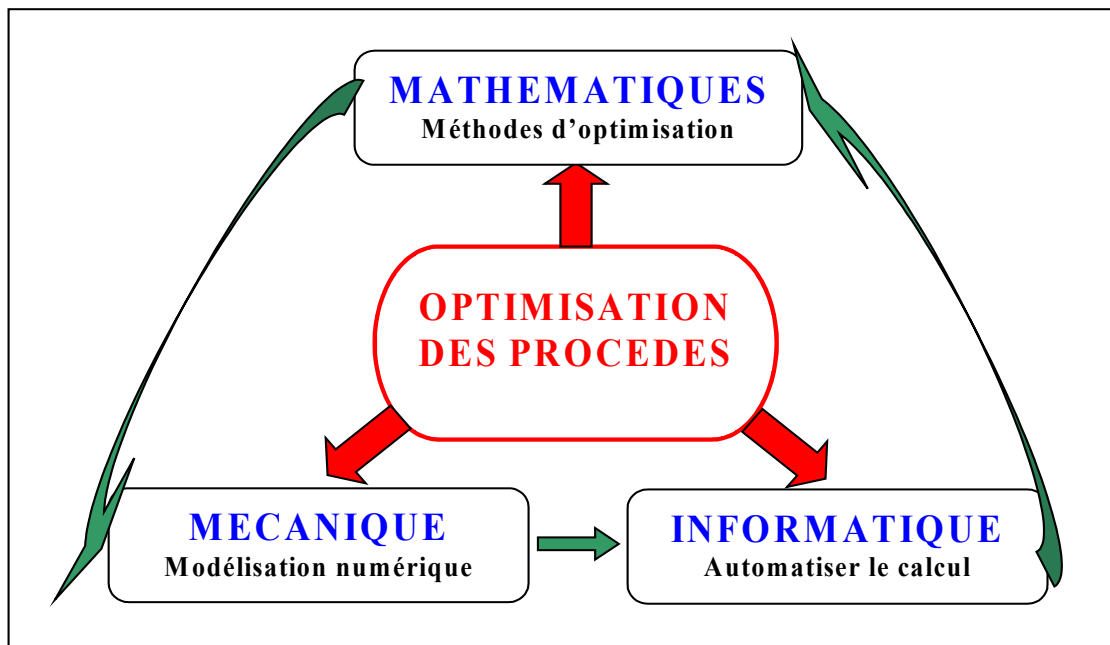 MATHEMATIQUES
Méthodes d’optimisation
OPTIMISATION
DES PROCEDES
MECANIQUE
Modélisation numérique
INFORMATIQUE
Automatiser le calcul